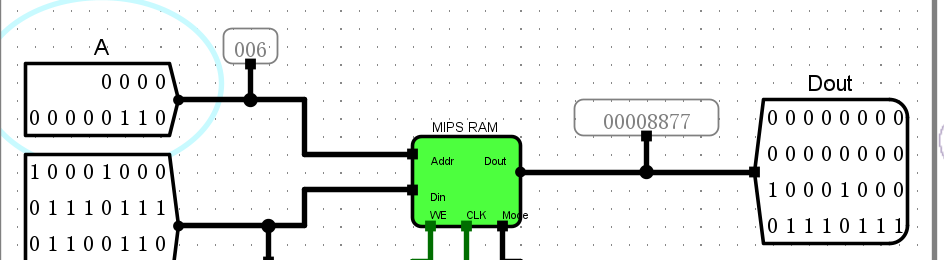 A
006
0 0 0 0
0 0 0 0 0 1 1 0
1 0 0 0 1 0 0 0
0 1 1 1 0 1 1 1
0 1 1 0 0 1 1 0
MIPS RAM
Addr
Dout
Din
WE
CLK
Mode
00008877
Dout
0 0 0 0 0 0 0 0
0 0 0 0 0 0 0 0
1 0 0 0 1 0 0 0
0 1 1 1 0 1 1 1